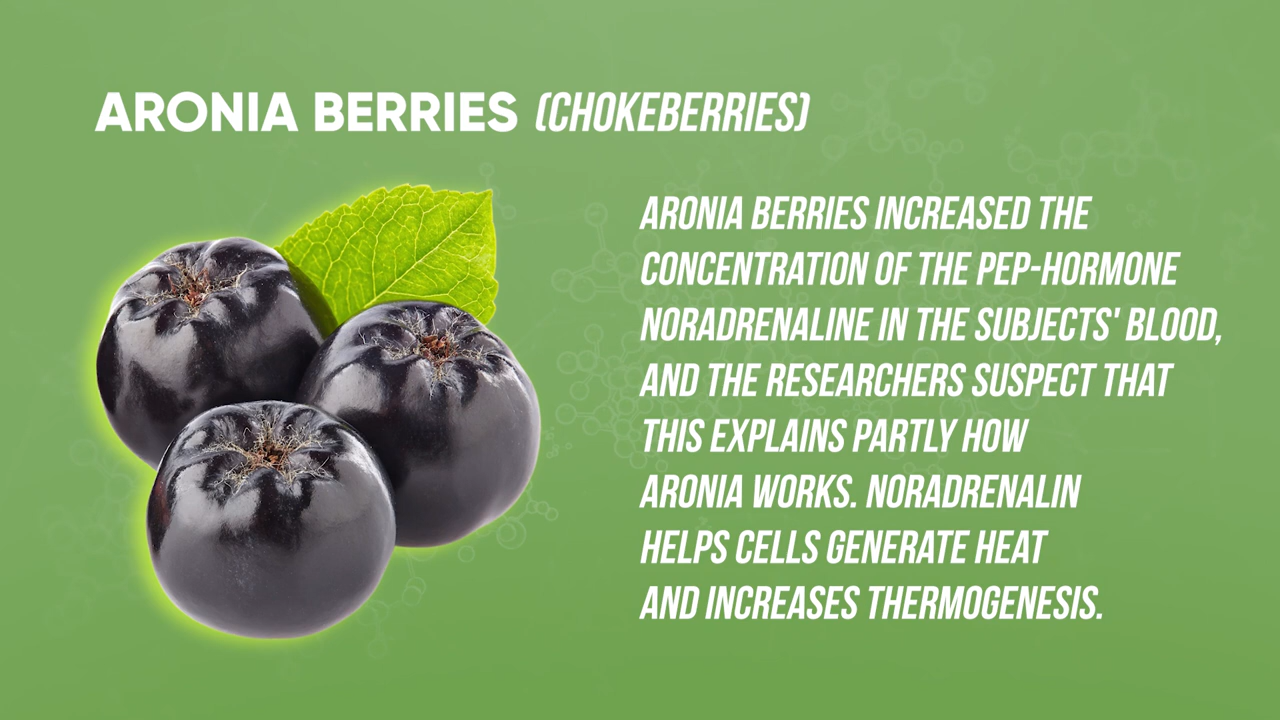 ARONIA BERRIES (CHOKEBERRIES)
ARONIA BERRIES INCREASED THE
CONCENTRATION OF THE PEP-HORMONE
NORADRENALINE IN THE SUBJECTS' BLOOD,
AND THE RESEARCHERS SUSPECT THAT
THIS EXPLAINS PARTLY HOW
ARONIA WORKS. NORADRENALIN
HELPS CELLS GENERATE HEAT
AND INCREASES THERMOGENESIS.